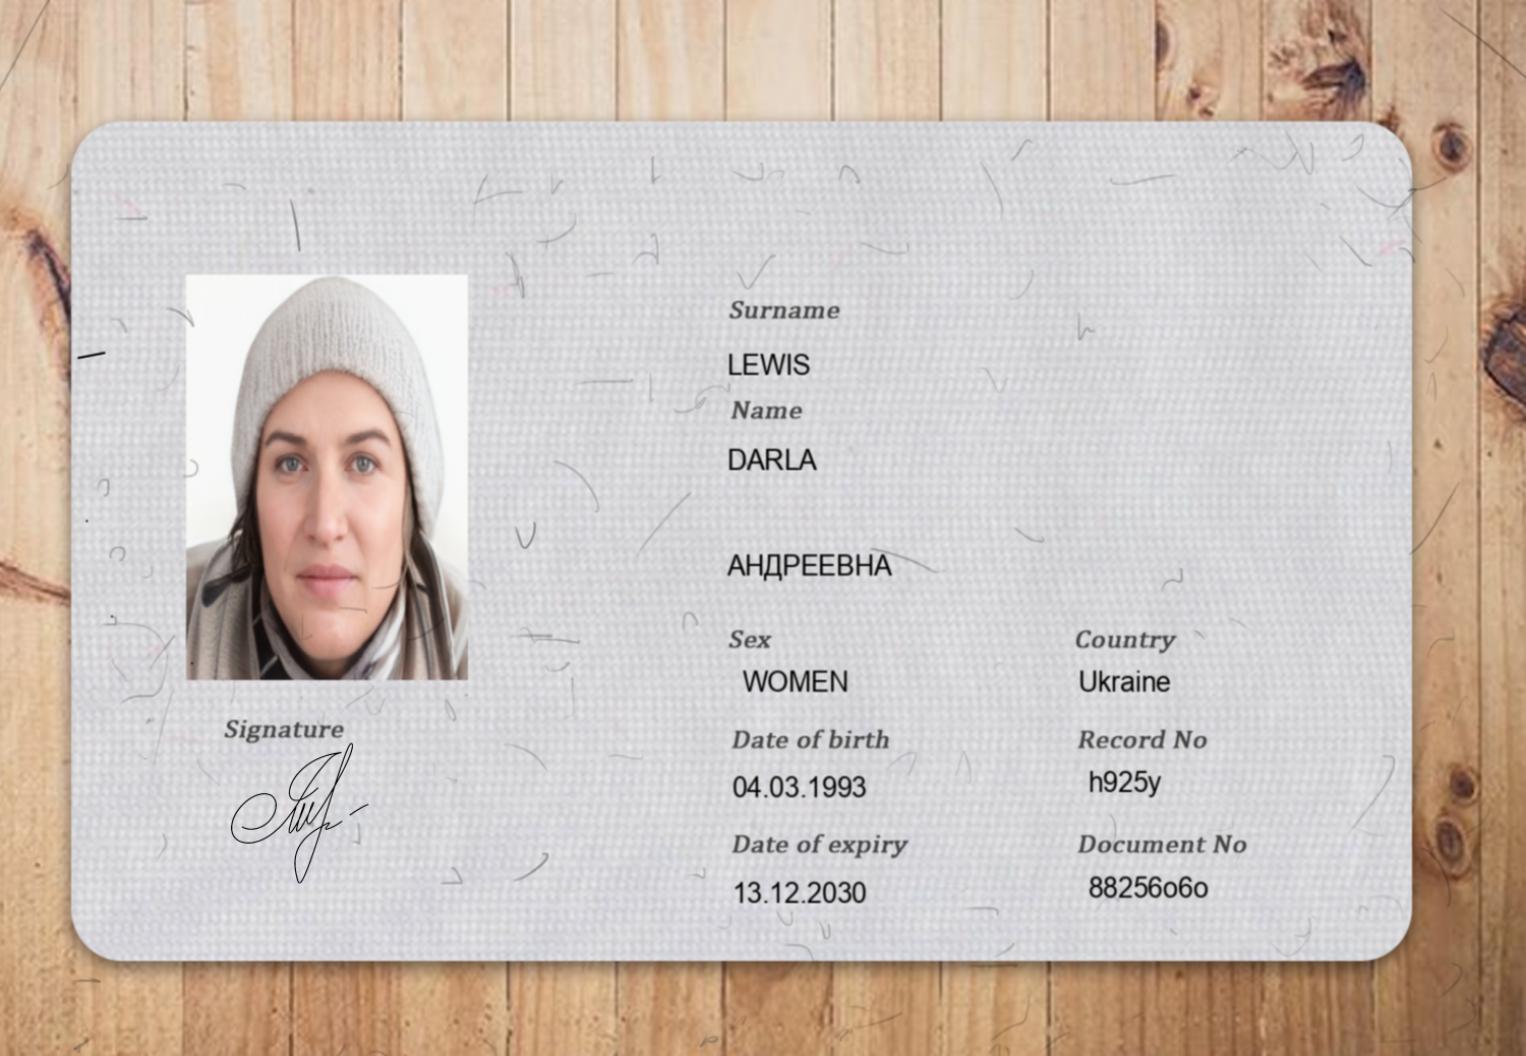 Surname
LEWIS
Name
DARLA
АНДРЕЕВНА
Sex
Country
WOMEN
Ukraine
Date of birth
Record No
04.03.1993
h925y
Date of expiry
Document No
13.12.2030
88256o6o
Signature